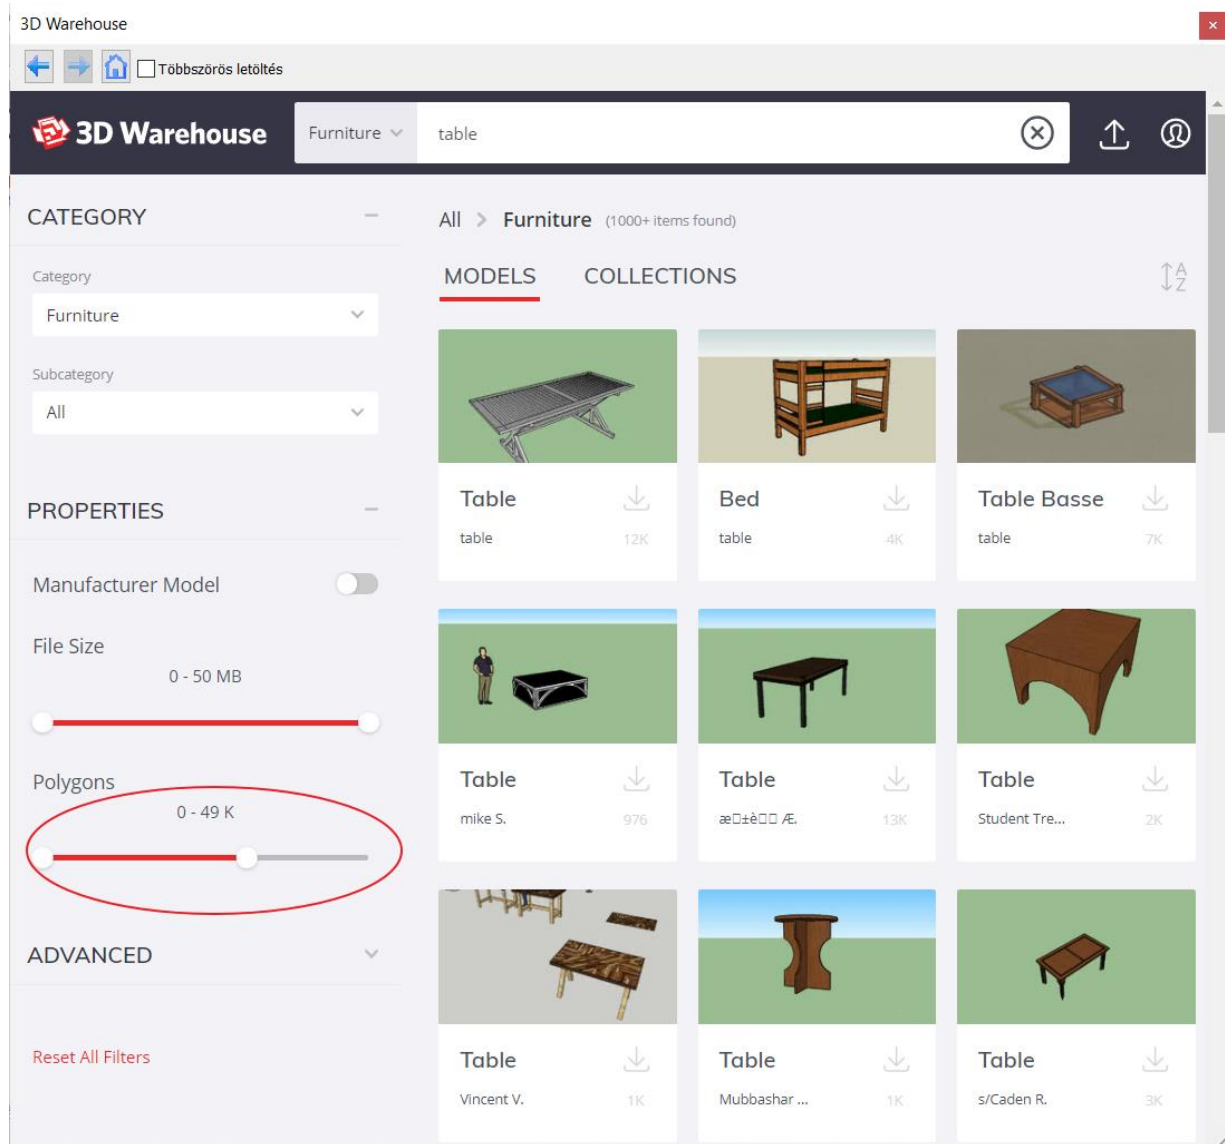 3D Warehouse
Többszörös letöltés
3D Warehouse
Furniture
table
CATEGORY
Category
Furniture
Subcategory
All
PROPERTIES
Manufacturer Model
File Size
0 - 50 MB
Polygons
0 - 49 K
ADVANCED
Reset All Filters
All > Furniture (1000+ items found)
MODELS COLLECTIONS
A
Z
Table
table 12K
Bed
table 4K
Table Basse
table 7K
Table
mike S. 976
Table
æ□±è□□ Æ. 13K
Table
Student Tre... 2K
Table
Vincent V. 1K
Table
Mubbashar ... 1K
Table
s/Caden R. 3K